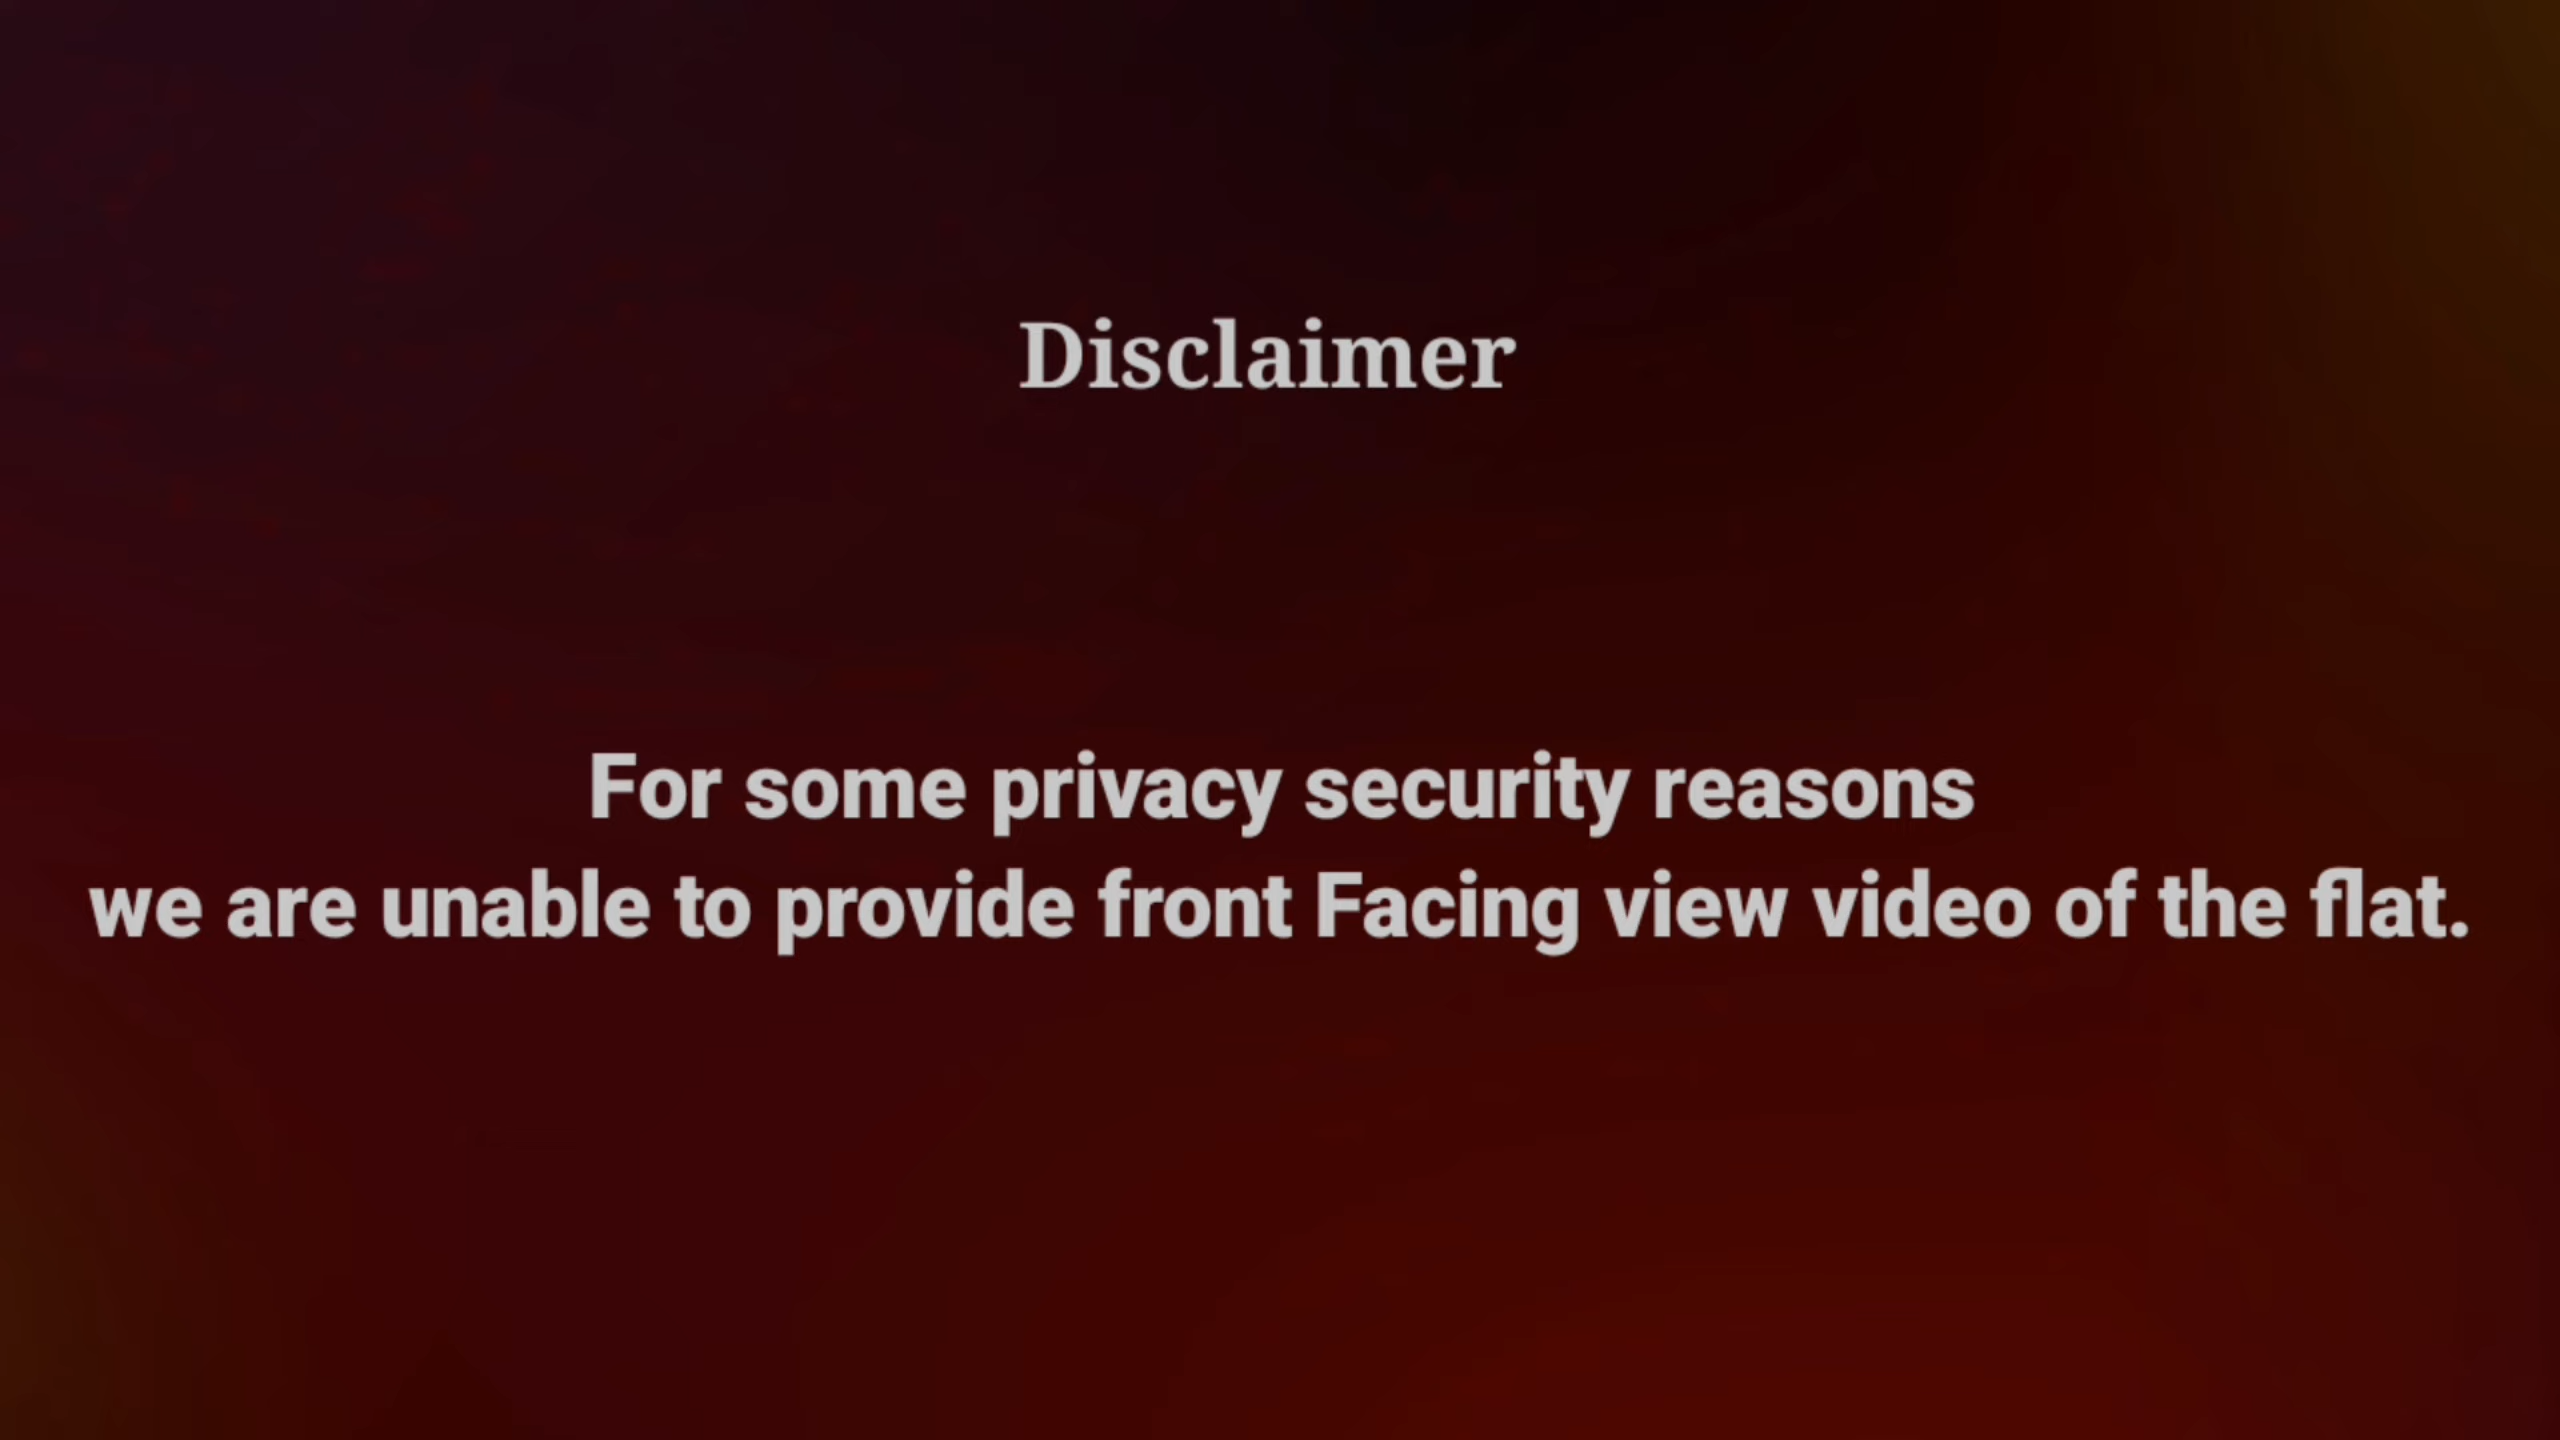 Disclaimer
For some privacy security reasons
we are unable to provide front Facing view video of the flat.